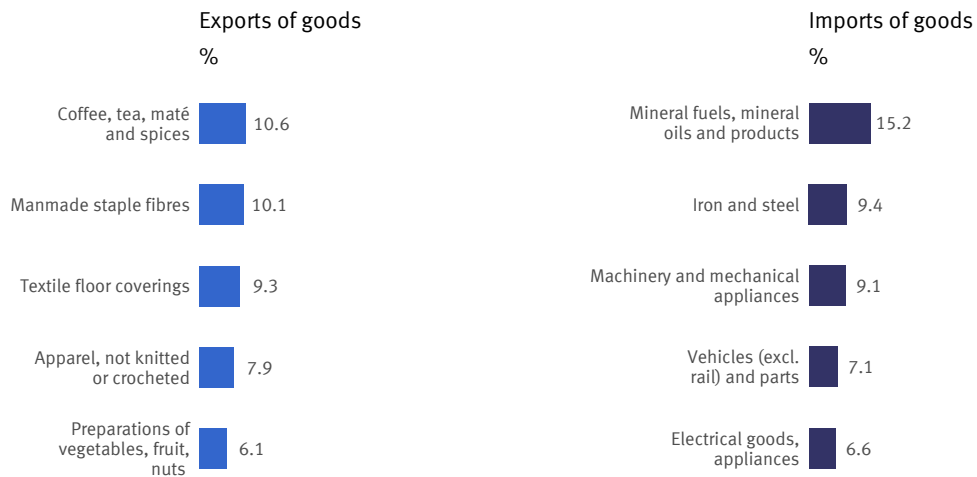 Exports of goods
%
Coffee, tea, maté
and spices
10.6
Manmade staple fibres
10.1
Textile floor coverings
9.3
Apparel, not knitted
or crocheted
7.9
Preparations of
vegetables, fruit,
nuts
6.1
Imports of goods
%
Mineral fuels, mineral
oils and products
15.2
Iron and steel
9.4
Machinery and mechanical
appliances
9.1
Vehicles (excl.
rail) and parts
7.1
Electrical goods,
appliances
6.6